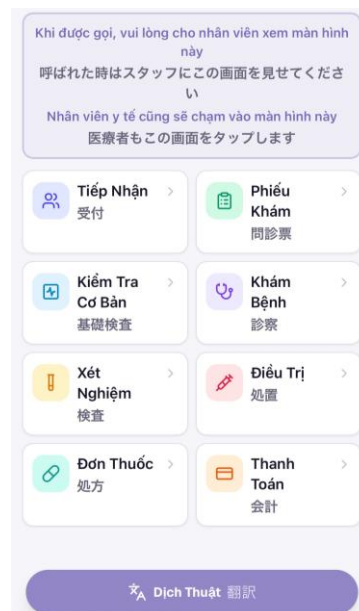 Khi được gọi, vui lòng cho nhân viên xem màn hình
này
呼ばれた時はスタッフにこの画面を見せてくださ
い
Nhân viên y tế cũng sẽ chạm vào màn hình này
医療者もこの画面をタップします
Tiếp Nhận
受付
Phiếu
Khám
問診票
Kiểm Tra
Cơ Bản
基礎検査
Khám
Bệnh
診察
Xét
Nghiệm
検査
Điều Trị
処置
Đơn Thuốc
処方
Thanh
Toán
会計
Dịch Thuật 翻訳